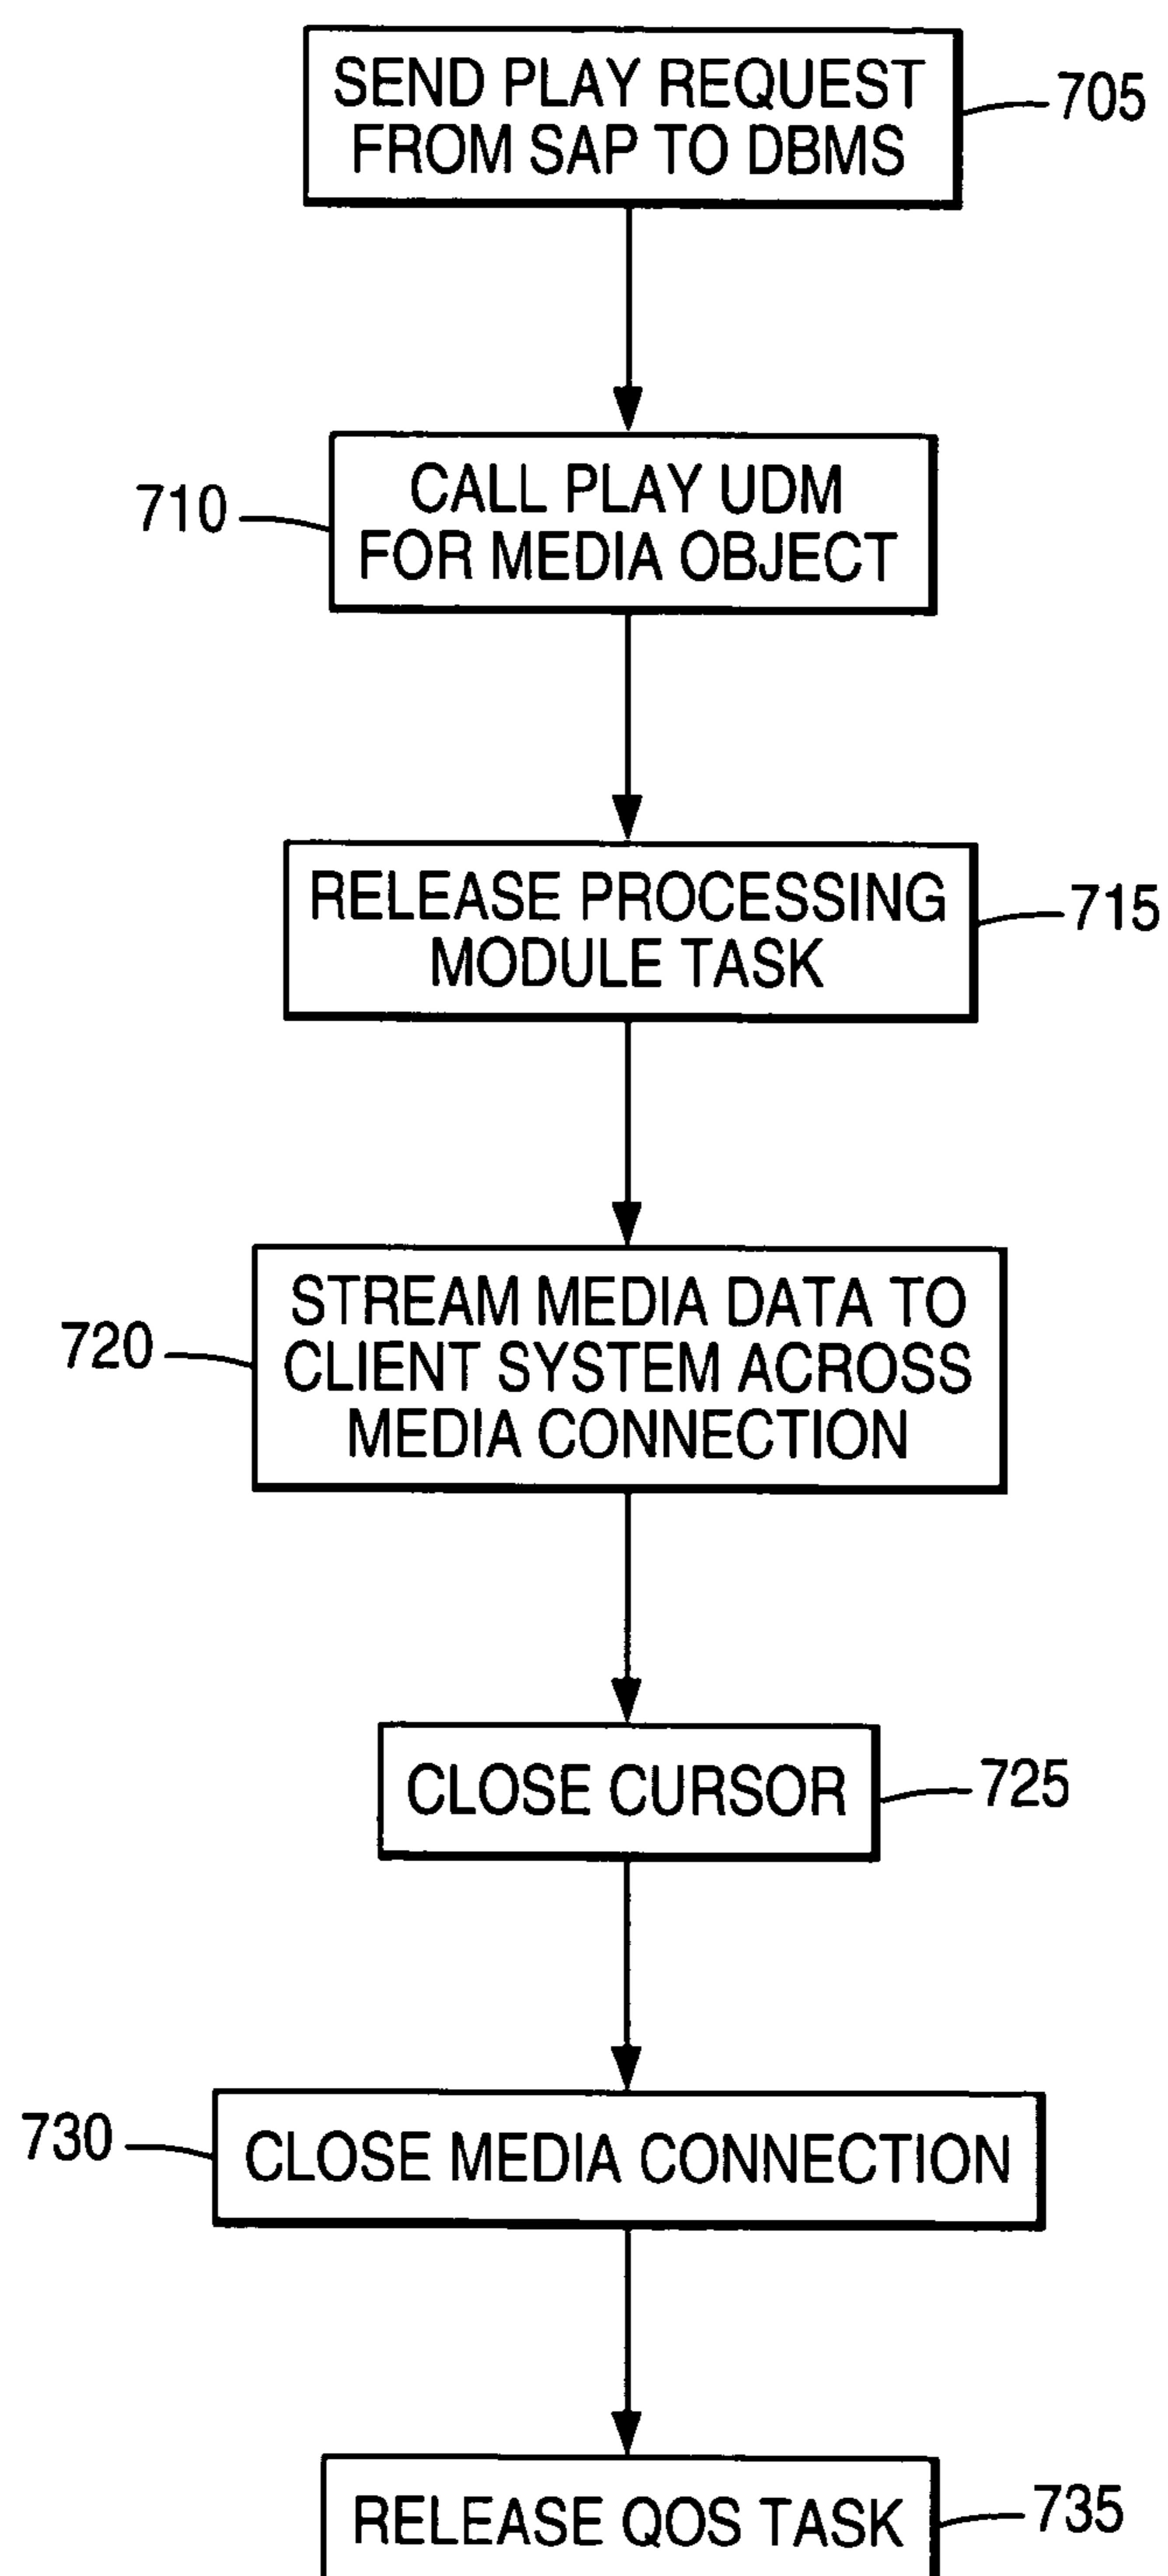 SEND PLAY REQUEST
FROM SAP TO DBMS
705
710
CALL PLAY UDM
FOR MEDIA OBJECT
RELEASE PROCESSING
MODULE TASK
715
720
STREAM MEDIA DATA TO
CLIENT SYSTEM ACROSS
MEDIA CONNECTION
CLOSE CURSOR
725
730
CLOSE MEDIA CONNECTION
RELEASE QOS TASK
735